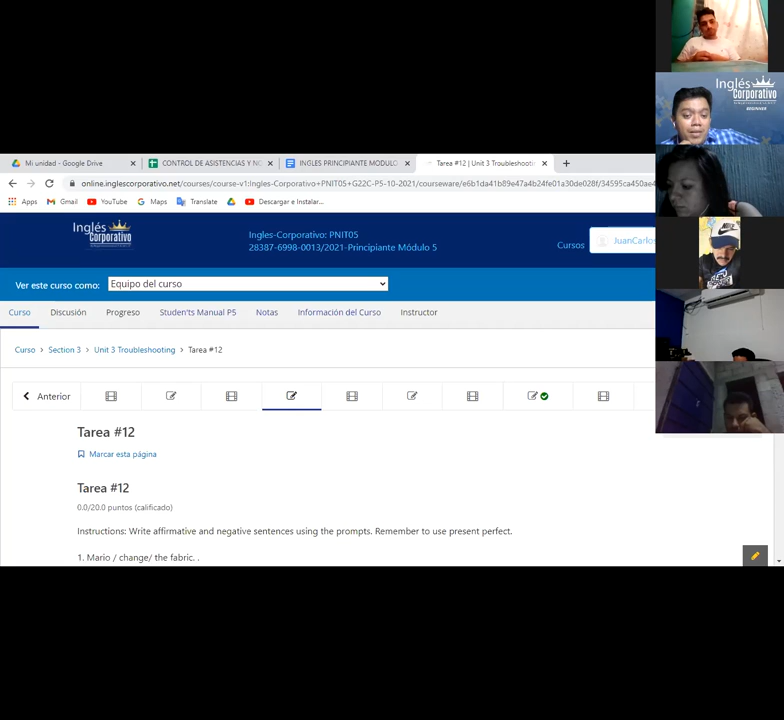 Inglés
Corporativo
BEGINNER
Mi unidad - Google Drive
CONTROL DE ASISTENCIAS Y NO
INGLES PRINCIPIANTE MODULO
Tarea #12 | Unit 3 Troubleshootin
online.inglescorporativo.net/courses/course-v1:Ingles-Corporativo+PNIT05+G22C-P5-10-2021/courseware/e6b1da41b89e47a4b24fe01a30de028f/34595ca450ae4
Apps Gmail YouTube Maps Translate Descargar e Instalar...
Inglés
Corporativo
Ingles-Corporativo: PNIT05
28387-6998-0013/2021-Principiante Módulo 5
Cursos
JuanCarlos
Ver este curso como: Equipo del curso
Curso Discusión Progreso Studen'ts Manual P5 Notas Información del Curso Instructor
Curso > Section 3 > Unit 3 Troubleshooting > Tarea #12
Anterior
Tarea #12
Marcar esta página
Tarea #12
0.0/20.0 puntos (calificado)
Instructions: Write affirmative and negative sentences using the prompts. Remember to use present perfect.
1. Mario / change/ the fabric. .